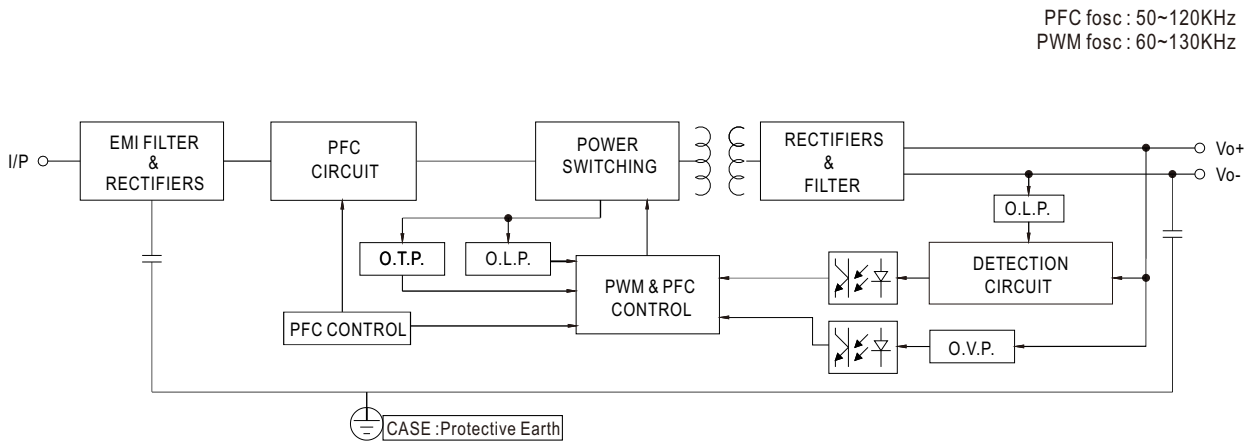 PFC fosc : 50~120KHz
PWM fosc : 60~130KHz
I/P
EMI FILTER
&
RECTIFIERS
PFC
CIRCUIT
POWER
SWITCHING
RECTIFIERS
&
FILTER
Vo+
Vo-
O.L.P.
O.T.P.
O.L.P.
PWM & PFC
CONTROL
DETECTION
CIRCUIT
PFC CONTROL
O.V.P.
CASE : Protective Earth